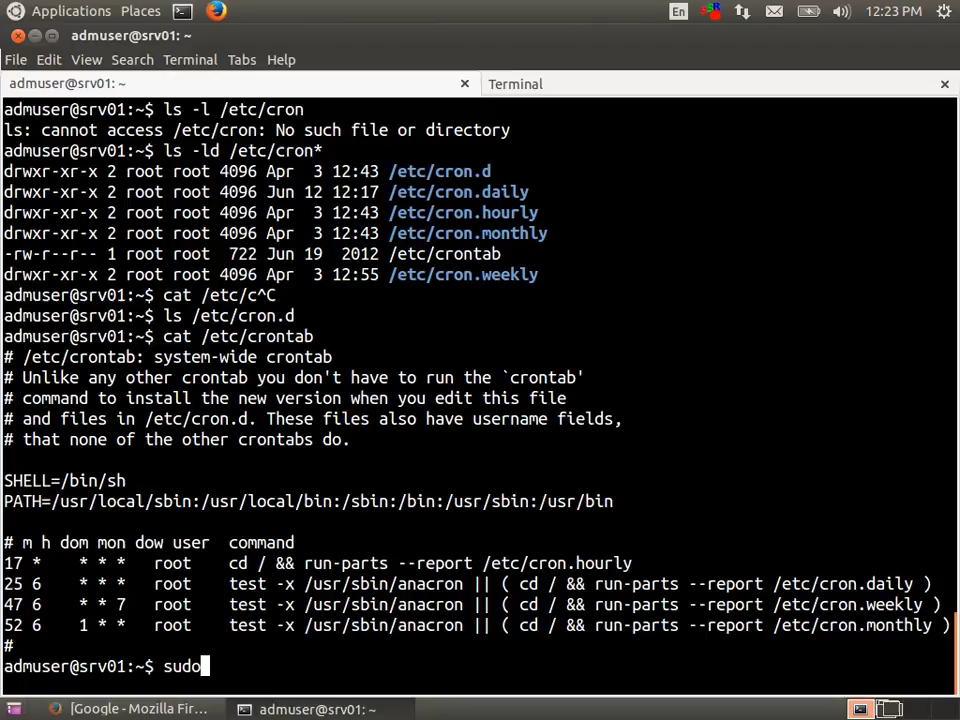 Applications Places En 12:23 PM
admuser@srv01: ~
File Edit View Search Terminal Tabs Help
admuser@srv01: ~ × Terminal ×
admuser@srv01:~$ ls -l /etc/cron
ls: cannot access /etc/cron: No such file or directory
admuser@srv01:~$ ls -ld /etc/cron*
drwxr-xr-x 2 root root 4096 Apr  3 12:43 /etc/cron.d
drwxr-xr-x 2 root root 4096 Jun 12 12:17 /etc/cron.daily
drwxr-xr-x 2 root root 4096 Apr  3 12:43 /etc/cron.hourly
drwxr-xr-x 2 root root 4096 Apr  3 12:43 /etc/cron.monthly
-rw-r--r-- 1 root root  722 Jun 19  2012 /etc/crontab
drwxr-xr-x 2 root root 4096 Apr  3 12:55 /etc/cron.weekly
admuser@srv01:~$ cat /etc/c^C
admuser@srv01:~$ ls /etc/cron.d
admuser@srv01:~$ cat /etc/crontab
# /etc/crontab: system-wide crontab
# Unlike any other crontab you don't have to run the `crontab'
# command to install the new version when you edit this file
# and files in /etc/cron.d. These files also have username fields,
# that none of the other crontabs do.
SHELL=/bin/sh
PATH=/usr/local/sbin:/usr/local/bin:/sbin:/bin:/usr/sbin:/usr/bin
# m h dom mon dow user  command
17 *    * * *   root    cd / && run-parts --report /etc/cron.hourly
25 6    * * *   root    test -x /usr/sbin/anacron || ( cd / && run-parts --report /etc/cron.daily )
47 6    * * 7   root    test -x /usr/sbin/anacron || ( cd / && run-parts --report /etc/cron.weekly )
52 6    1 * *   root    test -x /usr/sbin/anacron || ( cd / && run-parts --report /etc/cron.monthly )
#
admuser@srv01:~$ sudo
[Google - Mozilla Fir... admuser@srv01: ~